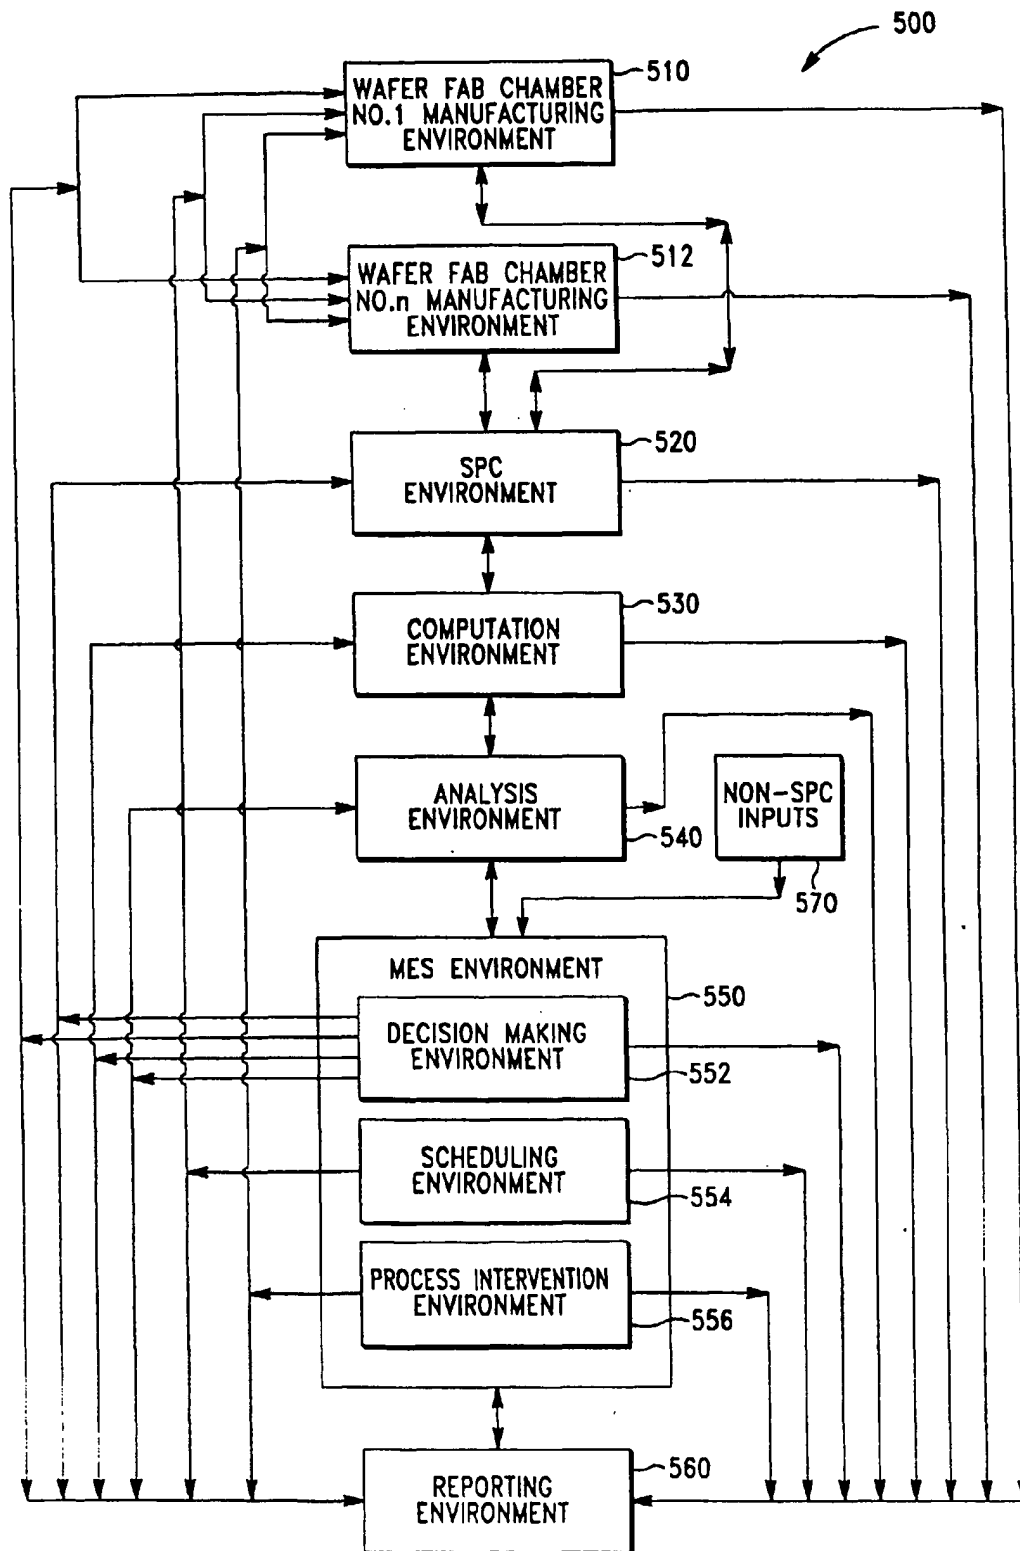 500
WAFER FAB CHAMBER
NO.1 MANUFACTURING
ENVIRONMENT
510
WAFER FAB CHAMBER
NO.n MANUFACTURING
ENVIRONMENT
512
SPC
ENVIRONMENT
520
COMPUTATION
ENVIRONMENT
530
ANALYSIS
ENVIRONMENT
540
NON-SPC
INPUTS
570
MES ENVIRONMENT
550
DECISION MAKING
ENVIRONMENT
552
SCHEDULING
ENVIRONMENT
554
PROCESS INTERVENTION
ENVIRONMENT
556
REPORTING
ENVIRONMENT
560